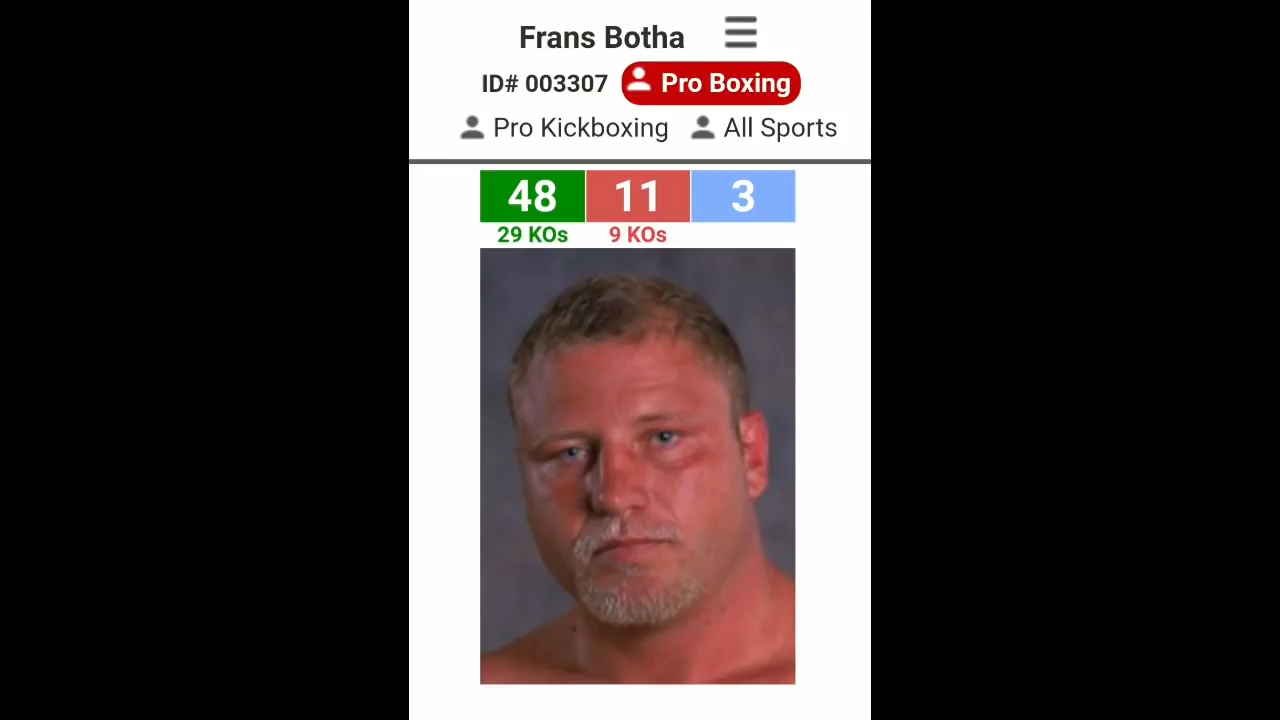 Frans Botha
ID# 003307 Pro Boxing
Pro Kickboxing All Sports
48 11 3
29 KOs 9 KOs